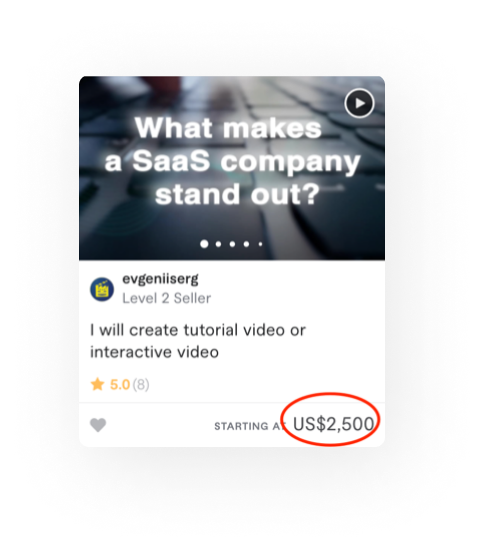 What makes
a SaaS company
stand out?
evgeniiserg
Level 2 Seller
I will create tutorial video or
interactive video
5.0 (8)
STARTING AT US$2,500